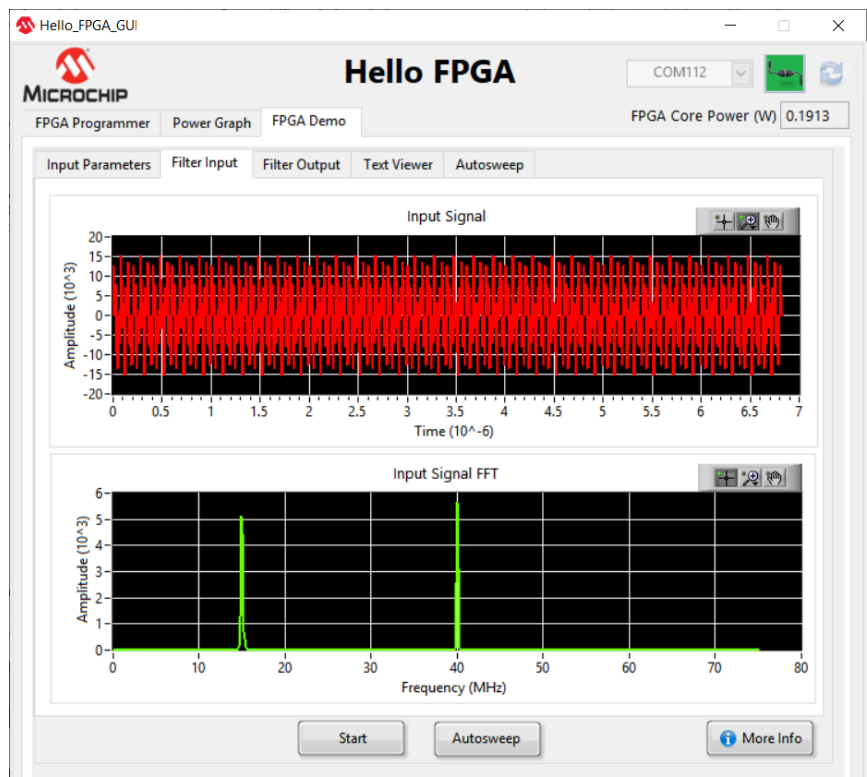 Hello_FPGA_GUI
MICROCHIP
Hello FPGA
COM112
FPGA Core Power (W) 0.1913
FPGA Programmer Power Graph FPGA Demo
Input Parameters Filter Input Filter Output Text Viewer Autosweep
Input Signal
Amplitude (10^3)
20
15
10
5
0
-5
-10
-15
-20
0 0.5 1 1.5 2 2.5 3 3.5 4 4.5 5 5.5 6 6.5 7
Time (10^-6)
Input Signal FFT
Amplitude (10^3)
6
5
4
3
2
1
0
0 10 20 30 40 50 60 70 80
Frequency (MHz)
Start Autosweep More Info